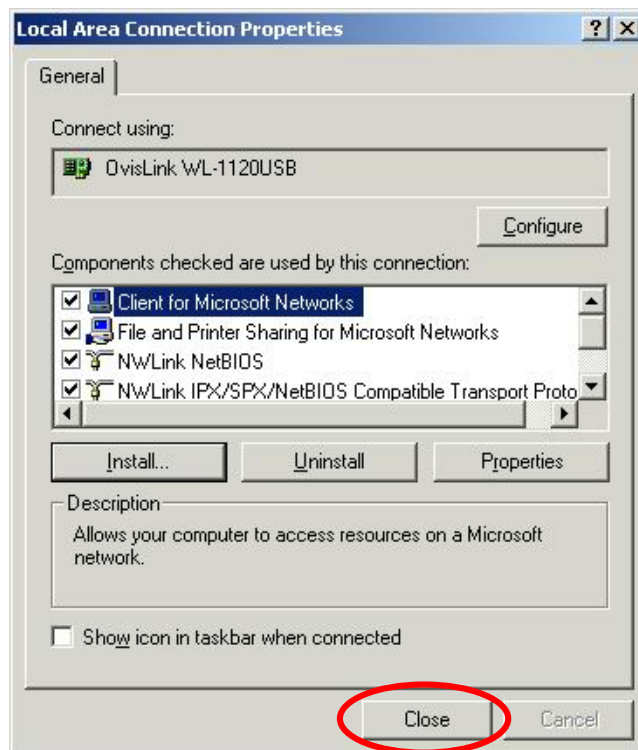 Local Area Connection Properties
General
Connect using:
OvisLink WL-1120USB
Configure
Components checked are used by this connection:
Client for Microsoft Networks
File and Printer Sharing for Microsoft Networks
NWLink NetBIOS
NWLink IPX/SPX/NetBIOS Compatible Transport Proto
Install... Uninstall Properties
Description
Allows your computer to access resources on a Microsoft
network.
Show icon in taskbar when connected
Close Cancel